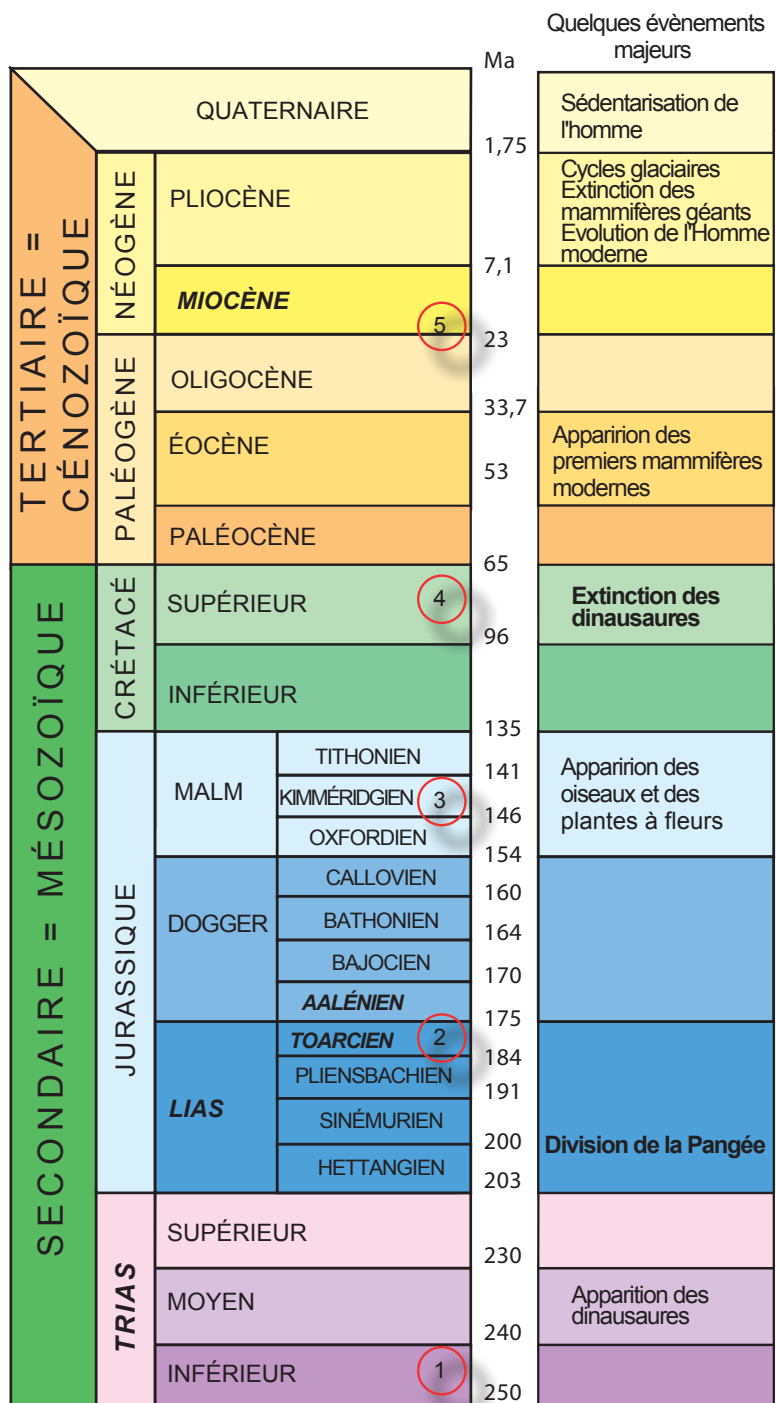 Quelques évènements
majeurs
Ma
QUATERNAIRE
Sédentarisation de
l'homme
1,75
TERTIAIRE =
CÉNOZOÏQUE
NÉOGÈNE
PLIOCÈNE
Cycles glaciaires
Extinction des
mammifères géants
Evolution de l'Homme
moderne
7,1
MIOCÈNE
5
23
PALÉOGÈNE
OLIGOCÈNE
33,7
ÉOCÈNE
Apparirion des
premiers mammifères
modernes
53
PALÉOCÈNE
65
SECONDAIRE = MÉSOZOÏQUE
CRÉTACÉ
SUPÉRIEUR
4
Extinction des
dinausaures
96
INFÉRIEUR
135
JURASSIQUE
MALM
TITHONIEN
141
Apparirion des
oiseaux et des
plantes à fleurs
KIMMÉRIDGIEN
3
146
OXFORDIEN
154
DOGGER
CALLOVIEN
160
BATHONIEN
164
BAJOCIEN
170
AALÉNIEN
175
LIAS
TOARCIEN
2
184
PLIENSBACHIEN
191
SINÉMURIEN
200
Division de la Pangée
HETTANGIEN
203
TRIAS
SUPÉRIEUR
230
MOYEN
Apparition des
dinausaures
240
INFÉRIEUR
1
250